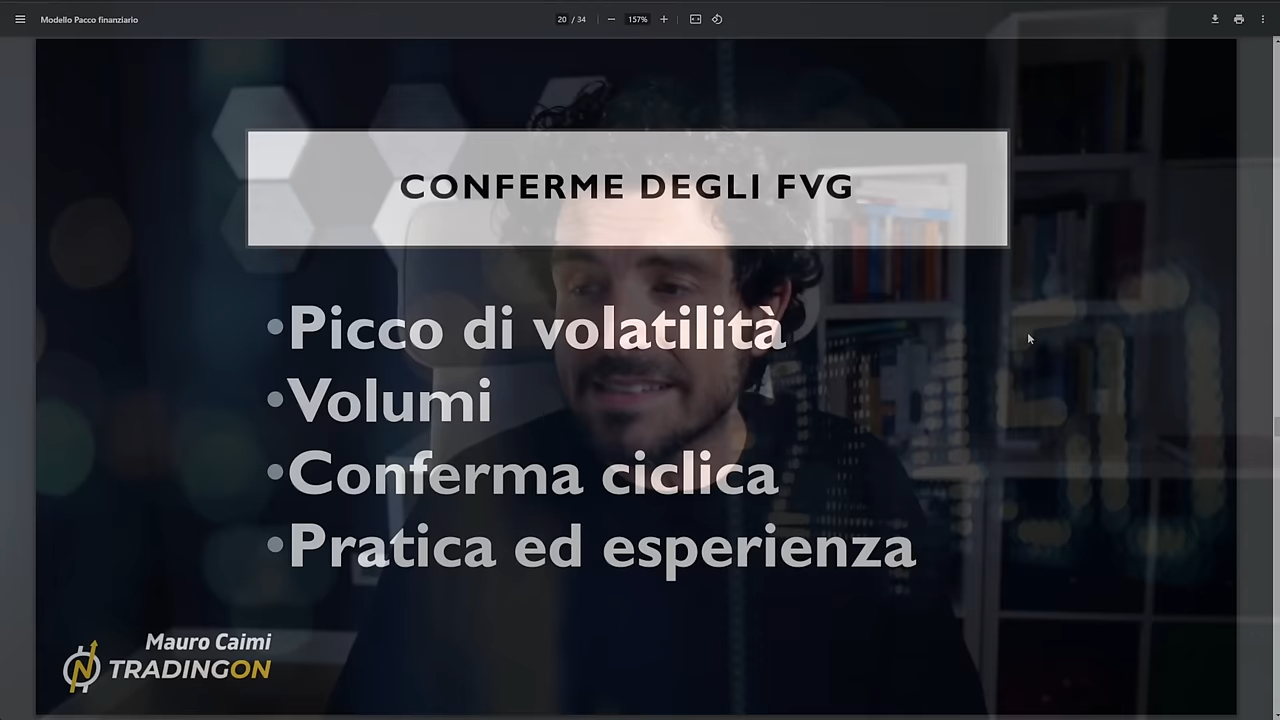 Modello Pacco finanziario
20 / 34
157%
CONFERME DEGLI FVG
•Picco di volatilità
•Volumi
•Conferma ciclica
•Pratica ed esperienza
Mauro Caimi
TRADINGON